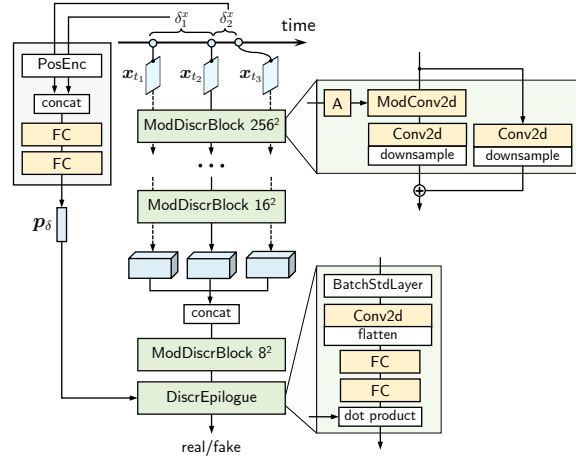 δ₁ˣ δ₂ˣ
time
PosEnc
concat
FC
FC
p_δ
x_{t₁} x_{t₂} x_{t₃}
ModDiscrBlock 256²
...
ModDiscrBlock 16²
concat
ModDiscrBlock 8²
DiscrEpilogue
real/fake
A
ModConv2d
Conv2d
downsample
Conv2d
downsample
+
BatchStdLayer
Conv2d
flatten
FC
FC
dot product